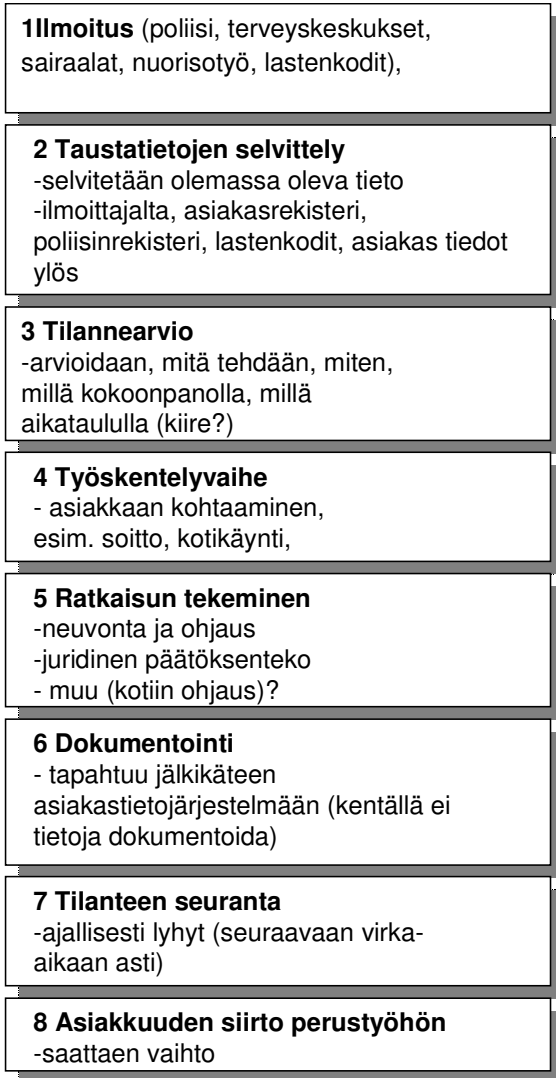 1Ilmoitus (poliisi, terveyskeskukset,
sairaalat, nuorisotyö, lastenkodit),
2 Taustatietojen selvittely
-selvitetään olemassa oleva tieto
-ilmoittajalta, asiakasrekisteri,
poliisinrekisteri, lastenkodit, asiakas tiedot
ylös
3 Tilannearvio
-arvioidaan, mitä tehdään, miten,
millä kokoonpanolla, millä
aikataululla (kiire?)
4 Työskentelyvaihe
- asiakkaan kohtaaminen,
esim. soitto, kotikäynti,
5 Ratkaisun tekeminen
-neuvonta ja ohjaus
-juridinen päätöksenteko
- muu (kotiin ohjaus)?
6 Dokumentointi
- tapahtuu jälkikäteen
asiakastietojärjestelmään (kentällä ei
tietoja dokumentoida)
7 Tilanteen seuranta
-ajallisesti lyhyt (seuraavaan virka-
aikaan asti)
8 Asiakkuuden siirto perustyöhön
-saattaen vaihto